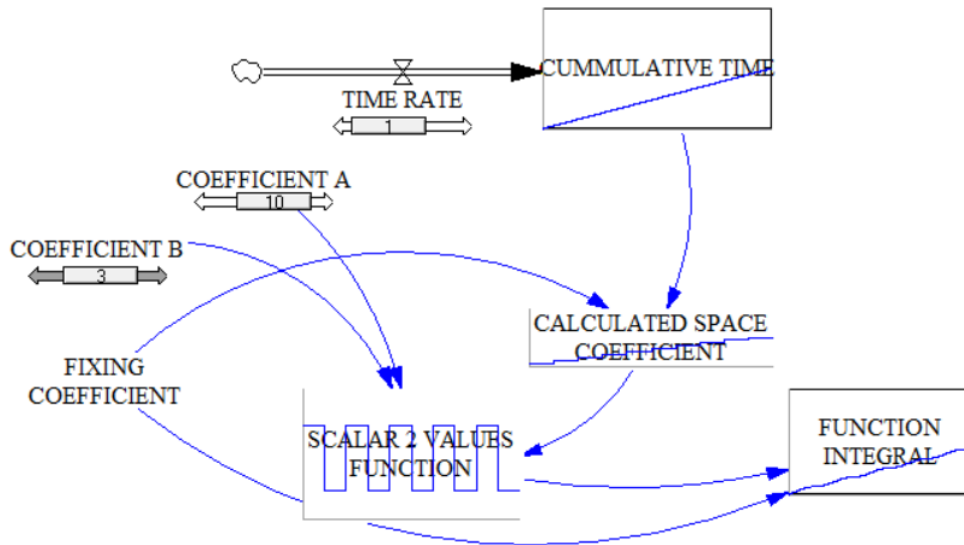 CUMMULATIVE TIME
TIME RATE
1
COEFFICIENT A
10
COEFFICIENT B
3
CALCULATED SPACE
COEFFICIENT
FIXING
COEFFICIENT
SCALAR 2 VALUES
FUNCTION
FUNCTION
INTEGRAL